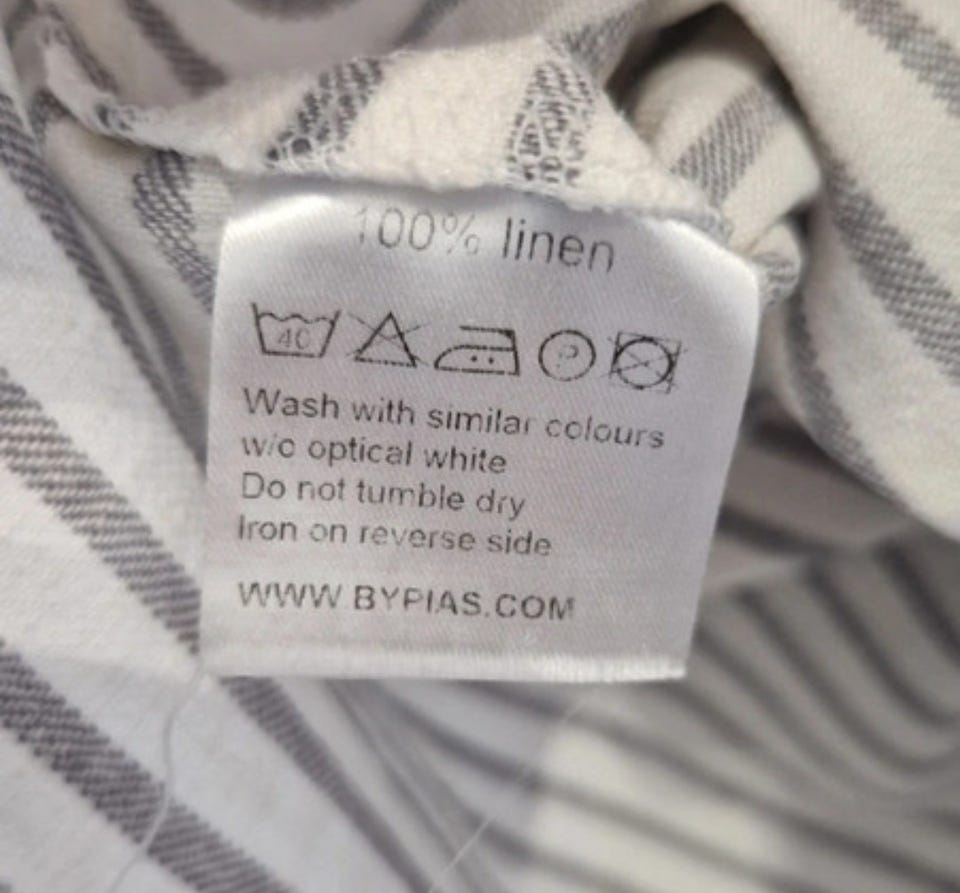 100% linen
40 P
Wash with similar colours
w/o optical white
Do not tumble dry
Iron on reverse side
WWW.BYPIAS.COM